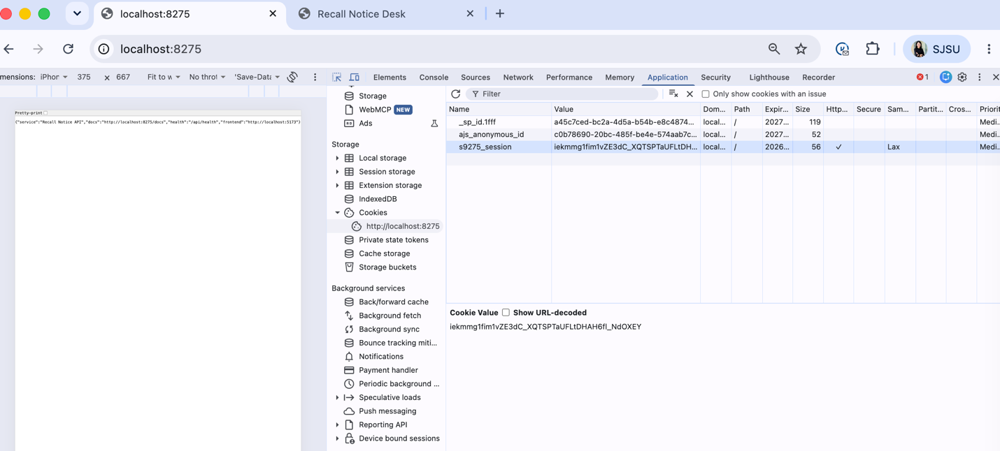 localhost:8275
Recall Notice Desk
localhost:8275
SJSU
mensions: iPhor 375 × 667 Fit to w No throt 'Save-Data
Elements Console Sources Network Performance Memory Application Security Lighthouse Recorder 1
Pretty-print
{"service":"Recall Notice API","docs":"http://localhost:8275/docs","health":"/api/health","frontend":"http://localhost:5173"}
Storage
WebMCP NEW
Ads
Storage
Local storage
Session storage
Extension storage
IndexedDB
Cookies
http://localhost:8275
Private state tokens
Cache storage
Storage buckets
Background services
Back/forward cache
Background fetch
Background sync
Bounce tracking miti...
Notifications
Payment handler
Periodic background ...
Speculative loads
Push messaging
Reporting API
Device bound sessions
Filter Only show cookies with an issue
Name Value Dom... Path Expir... Size Http... Secure Sam... Partit... Cros... Priorit
_sp_id.1fff a45c7ced-bc2a-4d5a-b54b-e8c4874... local... / 2027... 119 Medi...
ajs_anonymous_id c0b78690-20bc-485f-be4e-574aab7c... local... / 2027... 52 Medi...
s9275_session iekmmg1fim1vZE3dC_XQTSPTaUFLtDH... local... / 2026... 56 ✓ Lax Medi...
Cookie Value Show URL-decoded
iekmmg1fim1vZE3dC_XQTSPTaUFLtDHAH6fl_NdOXEY